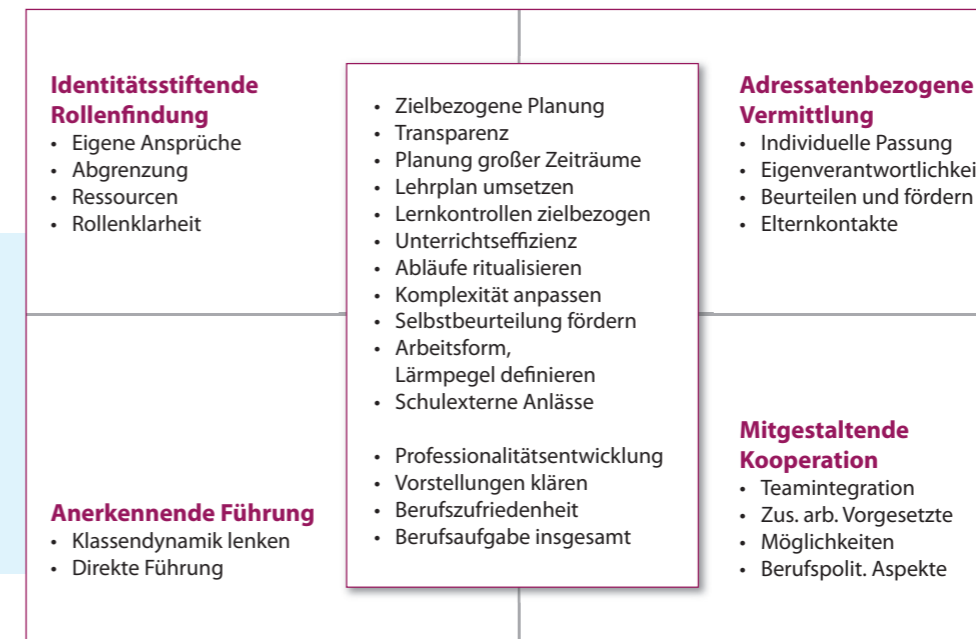 Identitätsstiftende
Rollenfindung
• Eigene Ansprüche
• Abgrenzung
• Ressourcen
• Rollenklarheit
• Zielbezogene Planung
• Transparenz
• Planung großer Zeiträume
• Lehrplan umsetzen
• Lernkontrollen zielbezogen
• Unterrichtseffizienz
• Abläufe ritualisieren
• Komplexität anpassen
• Selbstbeurteilung fördern
• Arbeitsform,
Lärmpegel definieren
• Schulexterne Anlässe
• Professionalitätsentwicklung
• Vorstellungen klären
• Berufszufriedenheit
• Berufsaufgabe insgesamt
Adressatenbezogene
Vermittlung
• Individuelle Passung
• Eigenverantwortlichkei
• Beurteilen und fördern
• Elternkontakte
Anerkennende Führung
• Klassendynamik lenken
• Direkte Führung
Mitgestaltende
Kooperation
• Teamintegration
• Zus. arb. Vorgesetzte
• Möglichkeiten
• Berufspolit. Aspekte